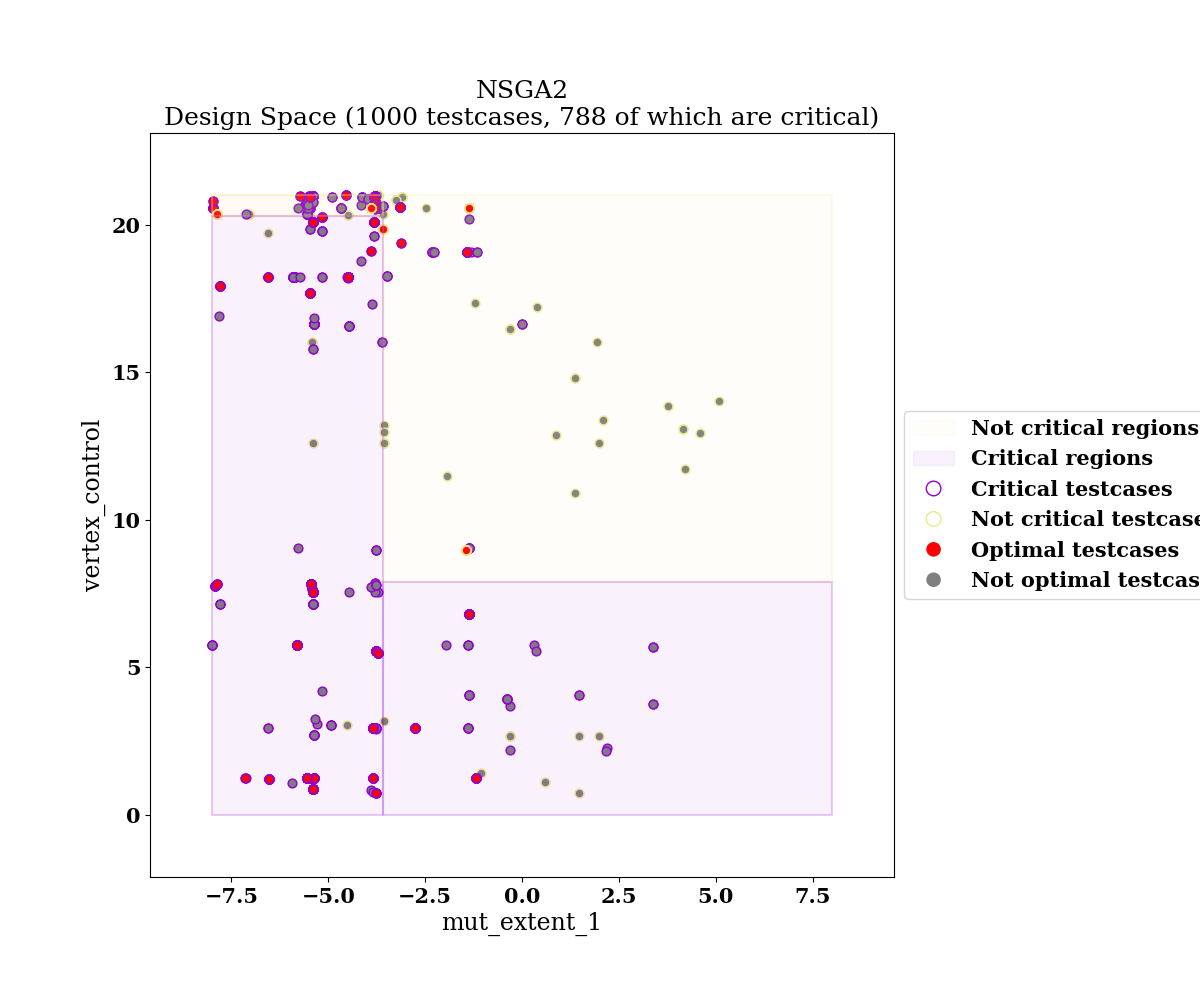 NSGA2
Design Space (1000 testcases, 788 of which are critical)
vertex_control
20
15
10
5
0
−7.5
−5.0
−2.5
0.0
2.5
5.0
7.5
mut_extent_1
Not critical regions
Critical regions
Critical testcases
Not critical testcase
Optimal testcases
Not optimal testcas